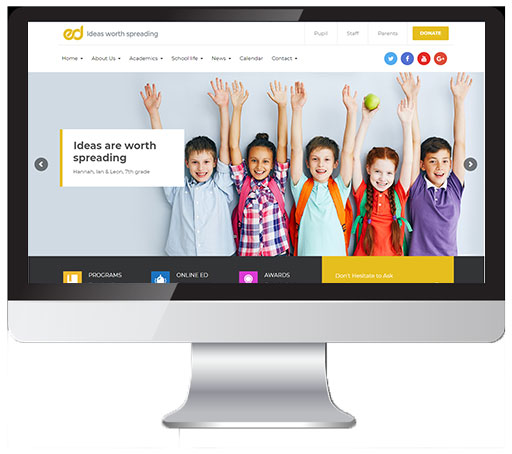 ed Ideas worth spreading
Pupil Staff Parents DONATE
Home About Us Academics School life News Calendar Contact
Ideas are worth
spreading
Hannah, Ian & Leon, 7th grade
PROGRAMS ONLINE ED AWARDS Don't Hesitate to Ask